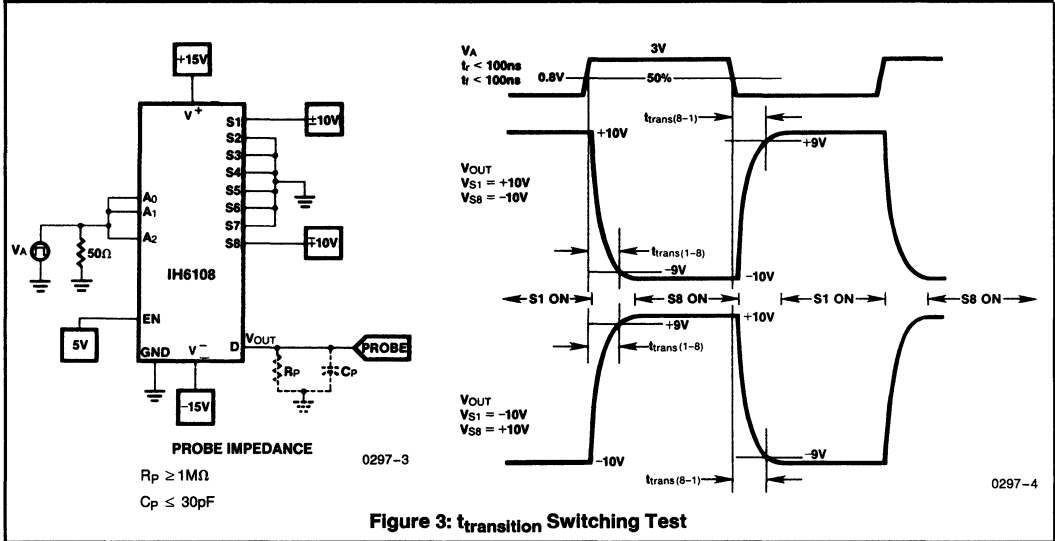 +15V
V+
S1
±10V
S2
S3
S4
S5
S6
S7
S8
∓10V
A0
A1
A2
VA
50Ω
IH6108
EN
5V
GND
V−
D
VOUT
PROBE
RP
CP
−15V
PROBE IMPEDANCE
RP ≥ 1MΩ
CP ≤ 30pF
0297-3
VA
tr < 100ns
tf < 100ns
0.8V
3V
50%
ttrans(8-1)
+10V
+9V
VOUT
VS1 = +10V
VS8 = −10V
ttrans(1-8)
−9V
−10V
S1 ON
S8 ON
S1 ON
S8 ON
+10V
+9V
ttrans(1-8)
VOUT
VS1 = −10V
VS8 = +10V
−10V
−9V
ttrans(8-1)
0297-4
Figure 3: ttransition Switching Test